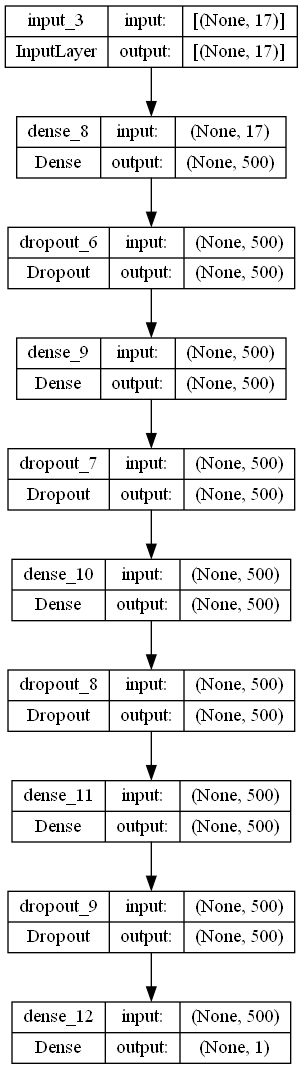 input_3 input: [(None, 17)]
InputLayer output: [(None, 17)]
dense_8 input: (None, 17)
Dense output: (None, 500)
dropout_6 input: (None, 500)
Dropout output: (None, 500)
dense_9 input: (None, 500)
Dense output: (None, 500)
dropout_7 input: (None, 500)
Dropout output: (None, 500)
dense_10 input: (None, 500)
Dense output: (None, 500)
dropout_8 input: (None, 500)
Dropout output: (None, 500)
dense_11 input: (None, 500)
Dense output: (None, 500)
dropout_9 input: (None, 500)
Dropout output: (None, 500)
dense_12 input: (None, 500)
Dense output: (None, 1)